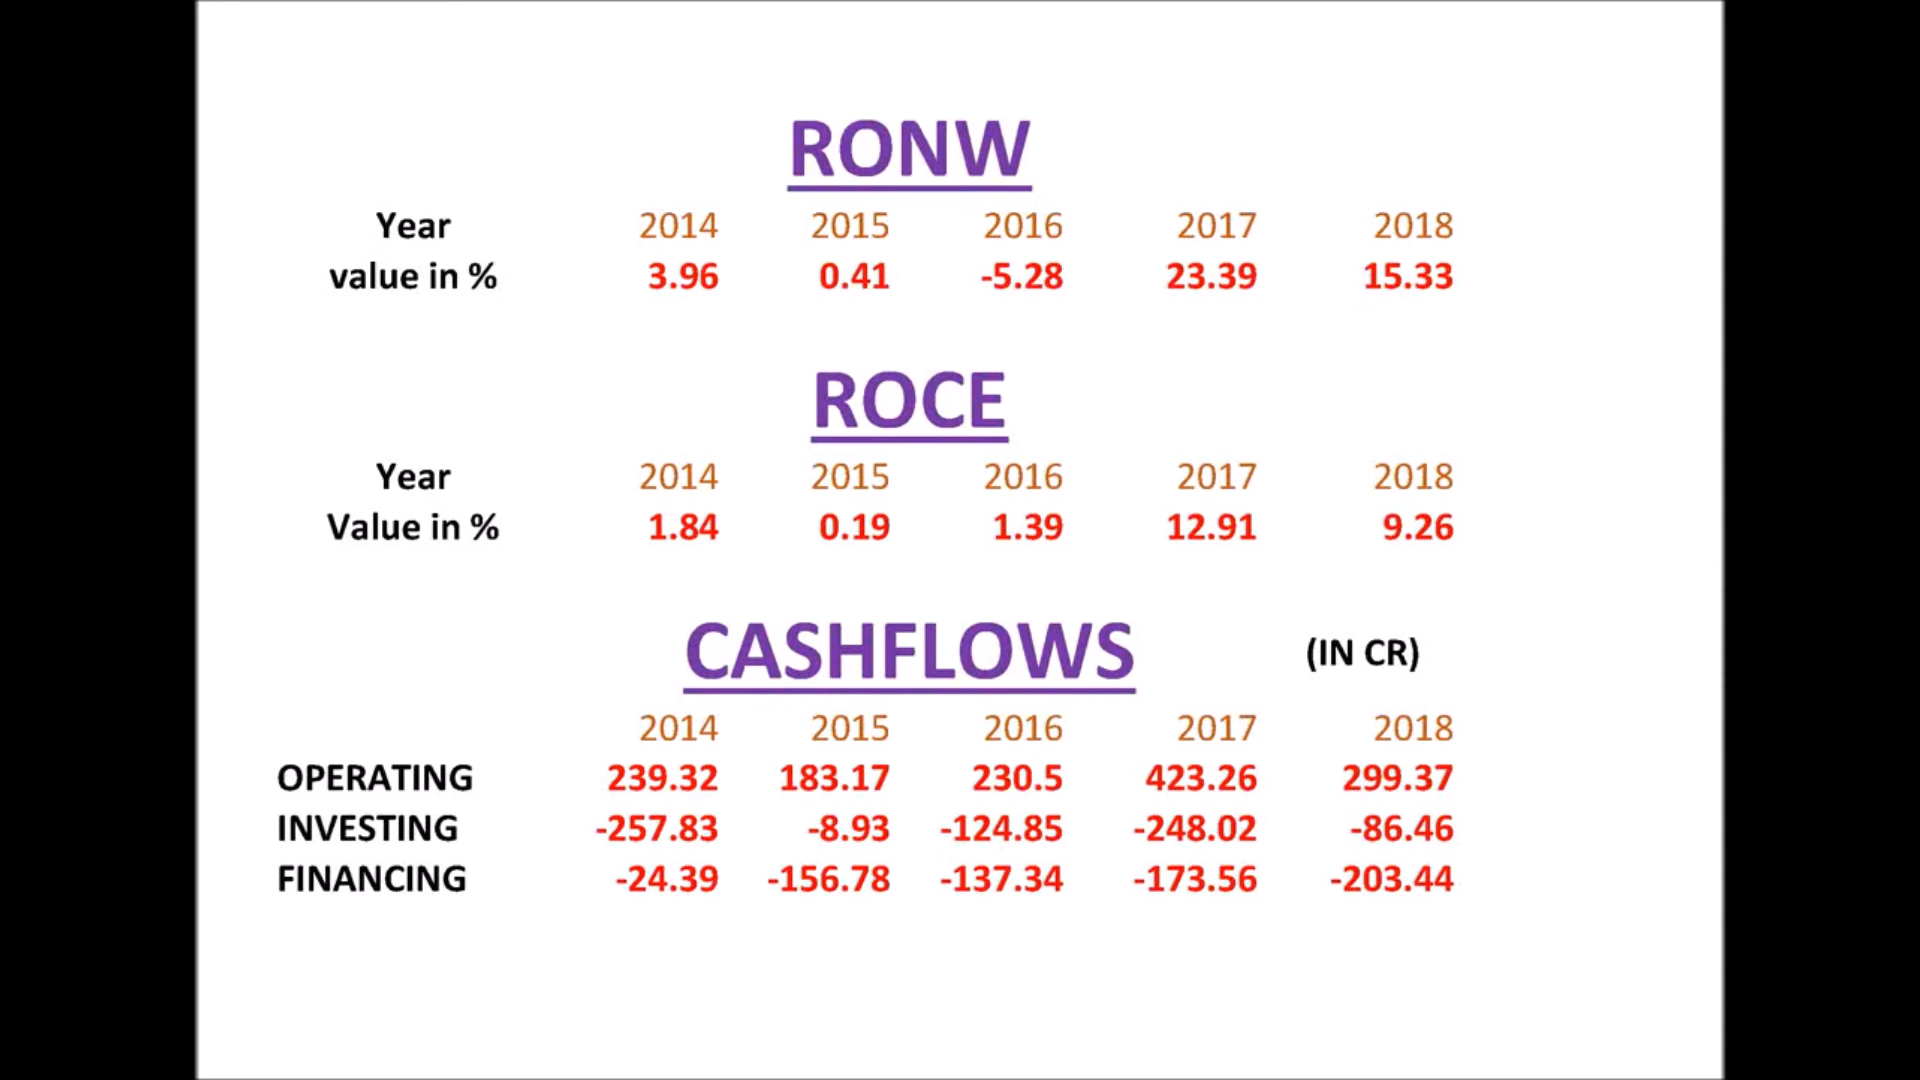 RONW
Year 2014 2015 2016 2017 2018
value in % 3.96 0.41 -5.28 23.39 15.33
ROCE
Year 2014 2015 2016 2017 2018
Value in % 1.84 0.19 1.39 12.91 9.26
CASHFLOWS (IN CR)
2014 2015 2016 2017 2018
OPERATING 239.32 183.17 230.5 423.26 299.37
INVESTING -257.83 -8.93 -124.85 -248.02 -86.46
FINANCING -24.39 -156.78 -137.34 -173.56 -203.44